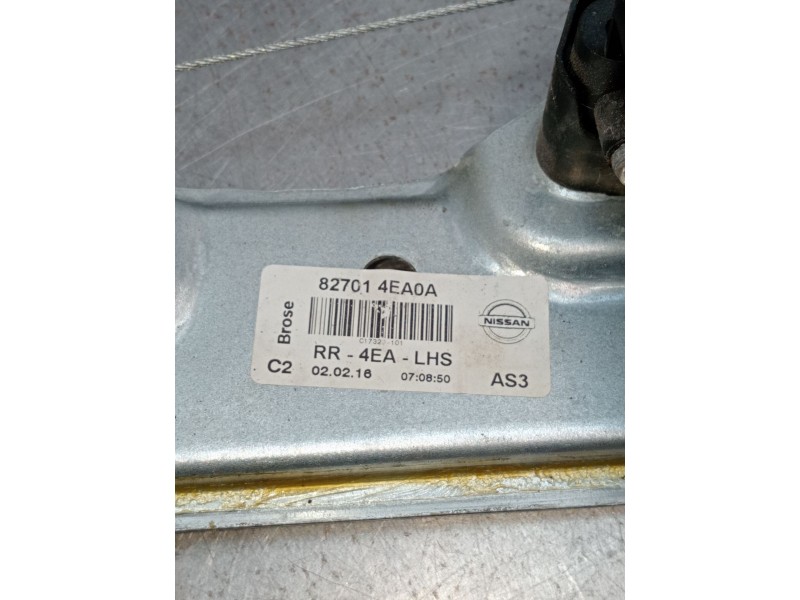 82701 4EA0A
Brose
NISSAN
RR - 4EA - LHS
C2
02.02.16
07:08:50
AS3